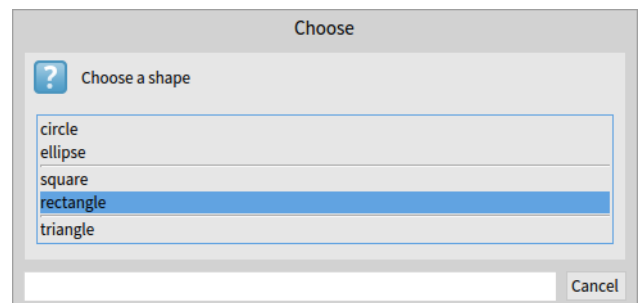 Choose
Choose a shape
circle
ellipse
square
rectangle
triangle
Cancel